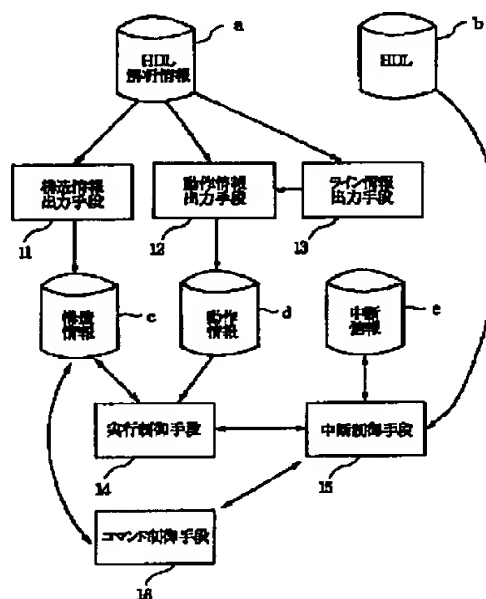 a
b
HDL
解析情報
HDL
構造情報
出力手段
動作情報
出力手段
ライン情報
出力手段
11
12
13
構造
情報
c
動作
情報
d
中断
情報
e
実行制御手段
中断制御手段
14
15
コマンド制御手段
16